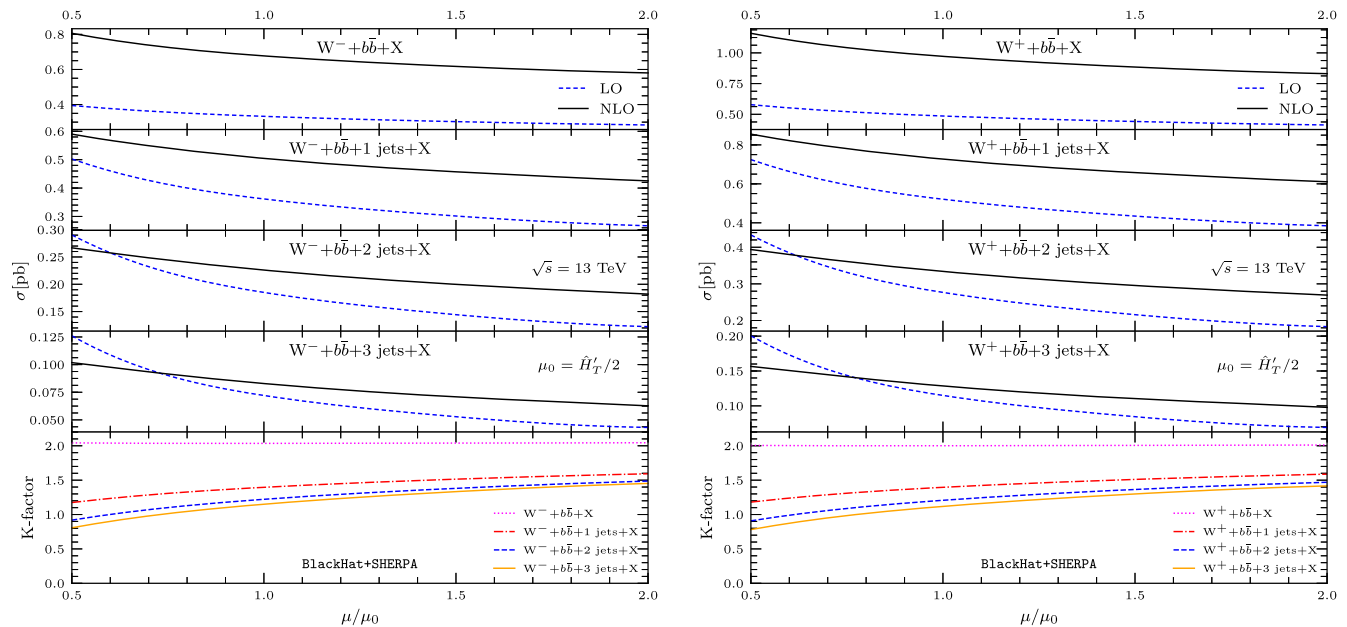 0.5 1.0 1.5 2.0
0.8
0.4
W⁻+bb̄+X
LO
NLO
0.6
0.5
0.4
0.3
W⁻+bb̄+1 jets+X
0.30
0.25
0.20
0.15
W⁻+bb̄+2 jets+X
√s = 13 TeV
σ[pb]
0.125
0.100
0.075
0.050
W⁻+bb̄+3 jets+X
μ₀ = Ĥ′_T/2
2.0
1.5
1.0
0.5
0.0
K-factor
W⁻+bb̄+X
W⁻+bb̄+1 jets+X
W⁻+bb̄+2 jets+X
W⁻+bb̄+3 jets+X
BlackHat+SHERPA
0.5 1.0 1.5 2.0
μ/μ₀
0.5 1.0 1.5 2.0
1.00
0.75
0.50
W⁺+bb̄+X
LO
NLO
0.8
0.6
0.4
W⁺+bb̄+1 jets+X
0.4
0.3
0.2
W⁺+bb̄+2 jets+X
√s = 13 TeV
σ[pb]
0.20
0.15
0.10
W⁺+bb̄+3 jets+X
μ₀ = Ĥ′_T/2
2.0
1.5
1.0
0.5
0.0
K-factor
W⁺+bb̄+X
W⁺+bb̄+1 jets+X
W⁺+bb̄+2 jets+X
W⁺+bb̄+3 jets+X
BlackHat+SHERPA
0.5 1.0 1.5 2.0
μ/μ₀